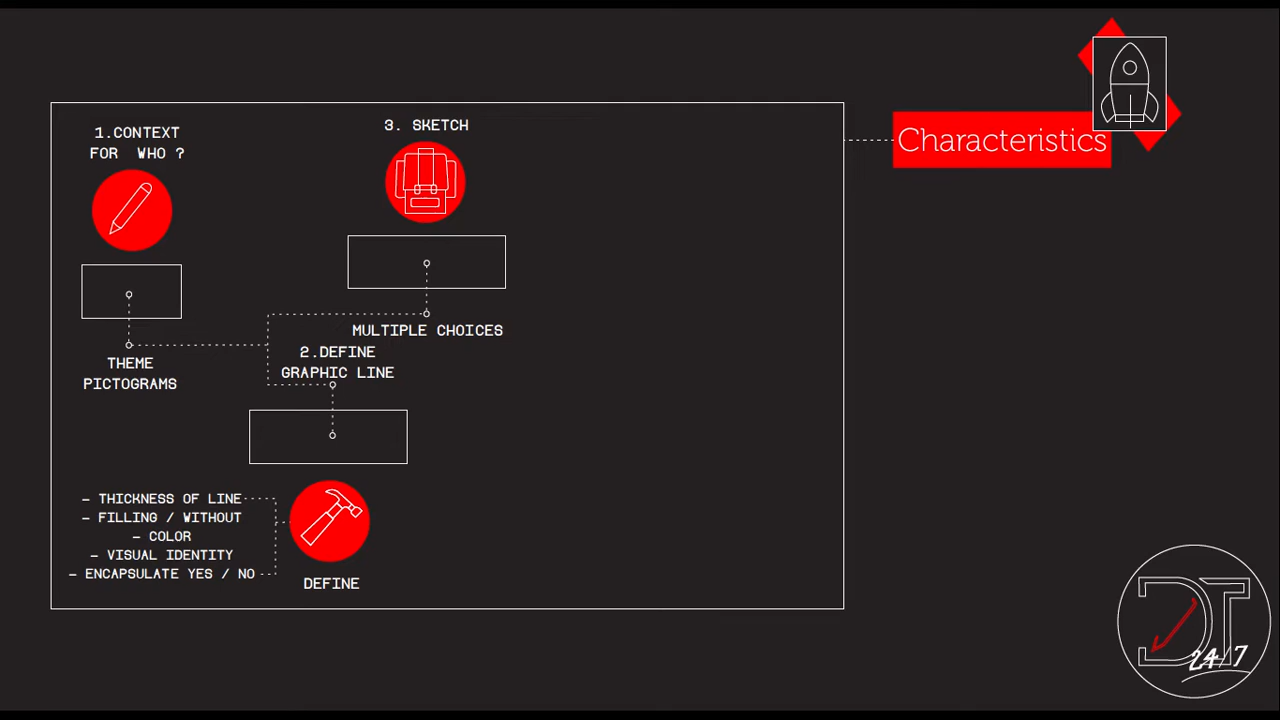 1.CONTEXT
FOR WHO ?
THEME
PICTOGRAMS
3. SKETCH
MULTIPLE CHOICES
2.DEFINE
GRAPHIC LINE
- THICKNESS OF LINE
- FILLING / WITHOUT
- COLOR
- VISUAL IDENTITY
- ENCAPSULATE YES / NO
DEFINE
Characteristics
DT
24/7